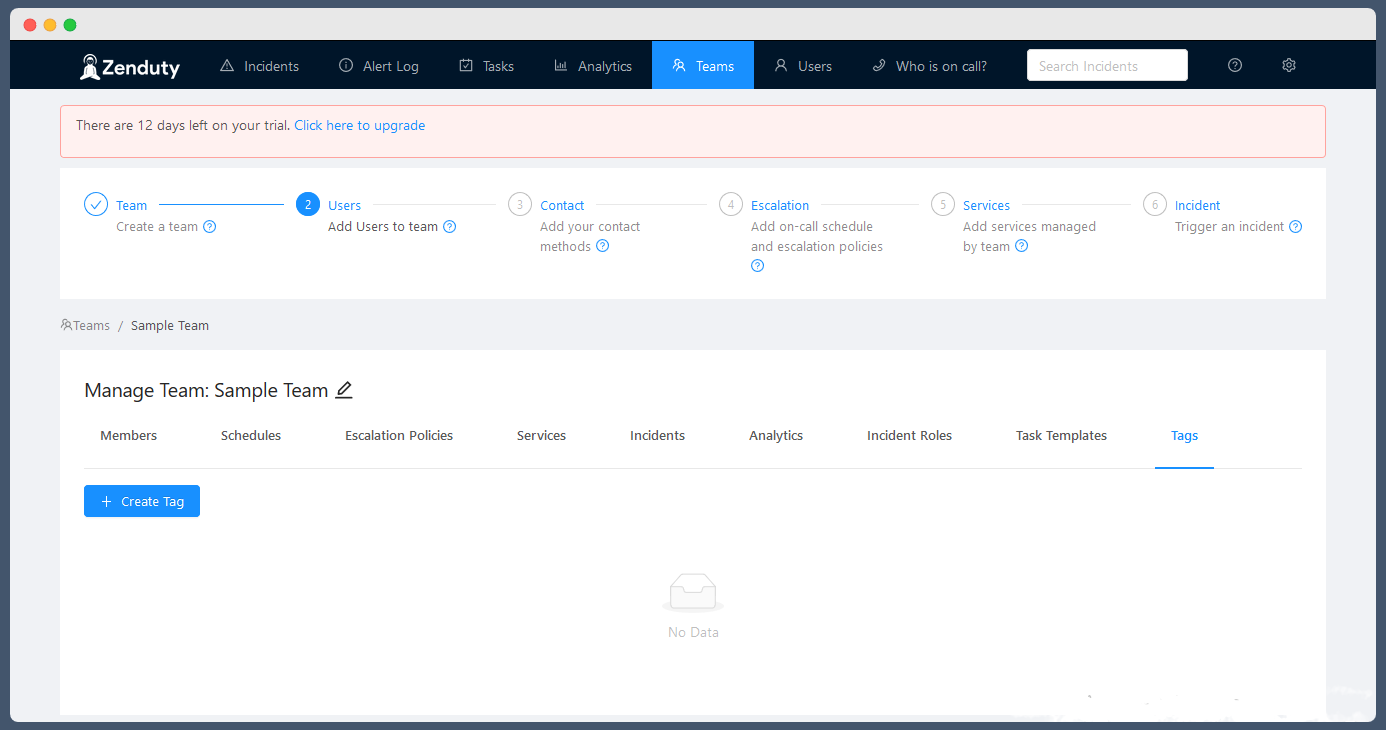 Zenduty Incidents Alert Log Tasks Analytics Teams Users Who is on call? Search Incidents
There are 12 days left on your trial. Click here to upgrade
Team
Create a team
2 Users
Add Users to team
3 Contact
Add your contact
methods
4 Escalation
Add on-call schedule
and escalation policies
5 Services
Add services managed
by team
6 Incident
Trigger an incident
Teams / Sample Team
Manage Team: Sample Team
Members Schedules Escalation Policies Services Incidents Analytics Incident Roles Task Templates Tags
+ Create Tag
No Data